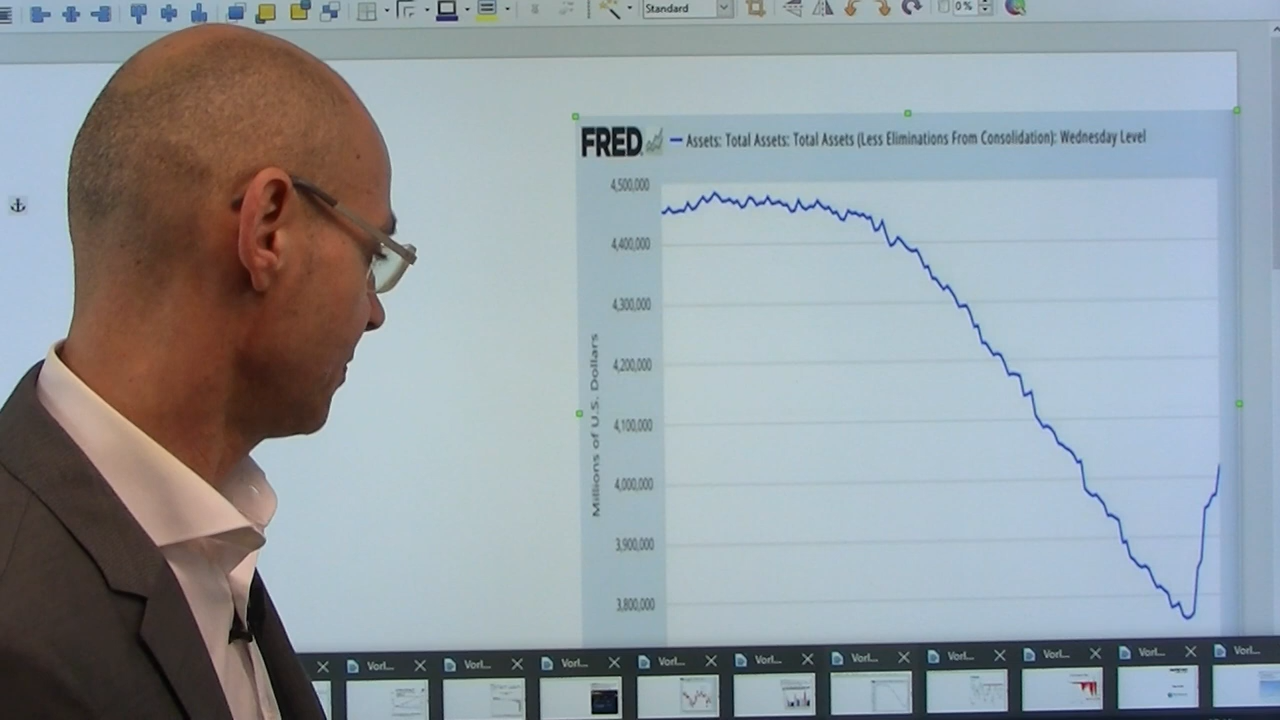 Standard
0 %
FRED
Assets: Total Assets: Total Assets (Less Eliminations From Consolidation): Wednesday Level
4,500,000
4,400,000
4,300,000
4,200,000
4,100,000
4,000,000
3,900,000
3,800,000
Millions of U.S. Dollars
Vorl... Vorl... Vorl... Vorl... Vorl... Vorl... Vorl... Vorl... Vorl... Vorl...